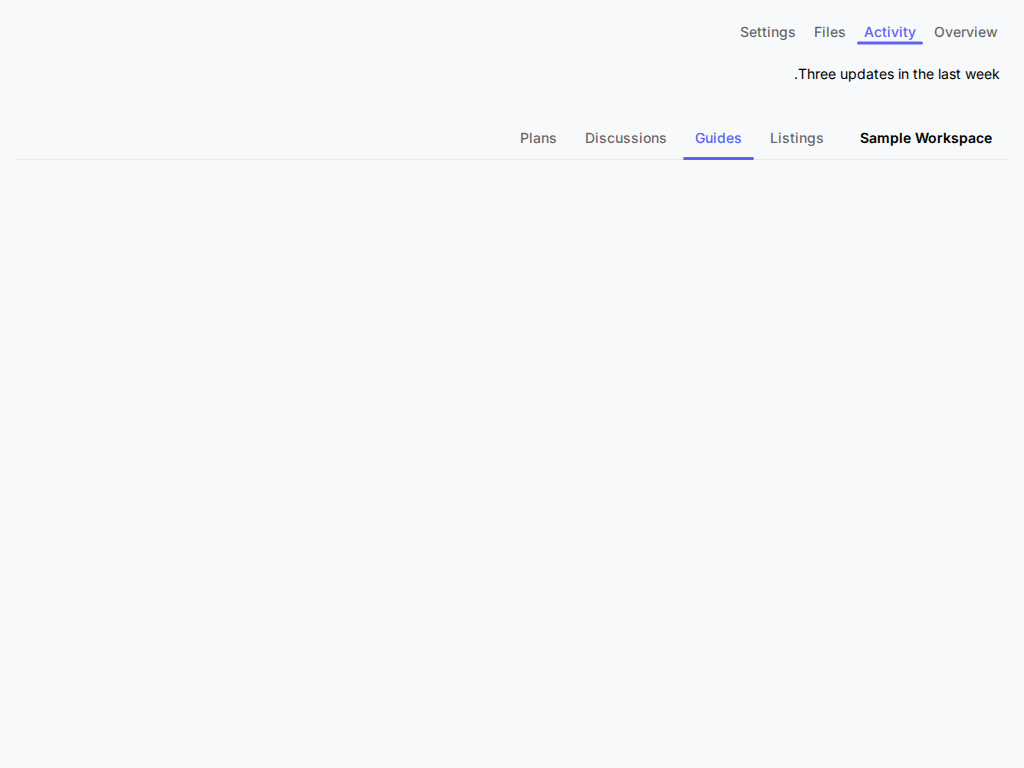 Overview Activity Files Settings
Three updates in the last week.
Sample Workspace Listings Guides Discussions Plans